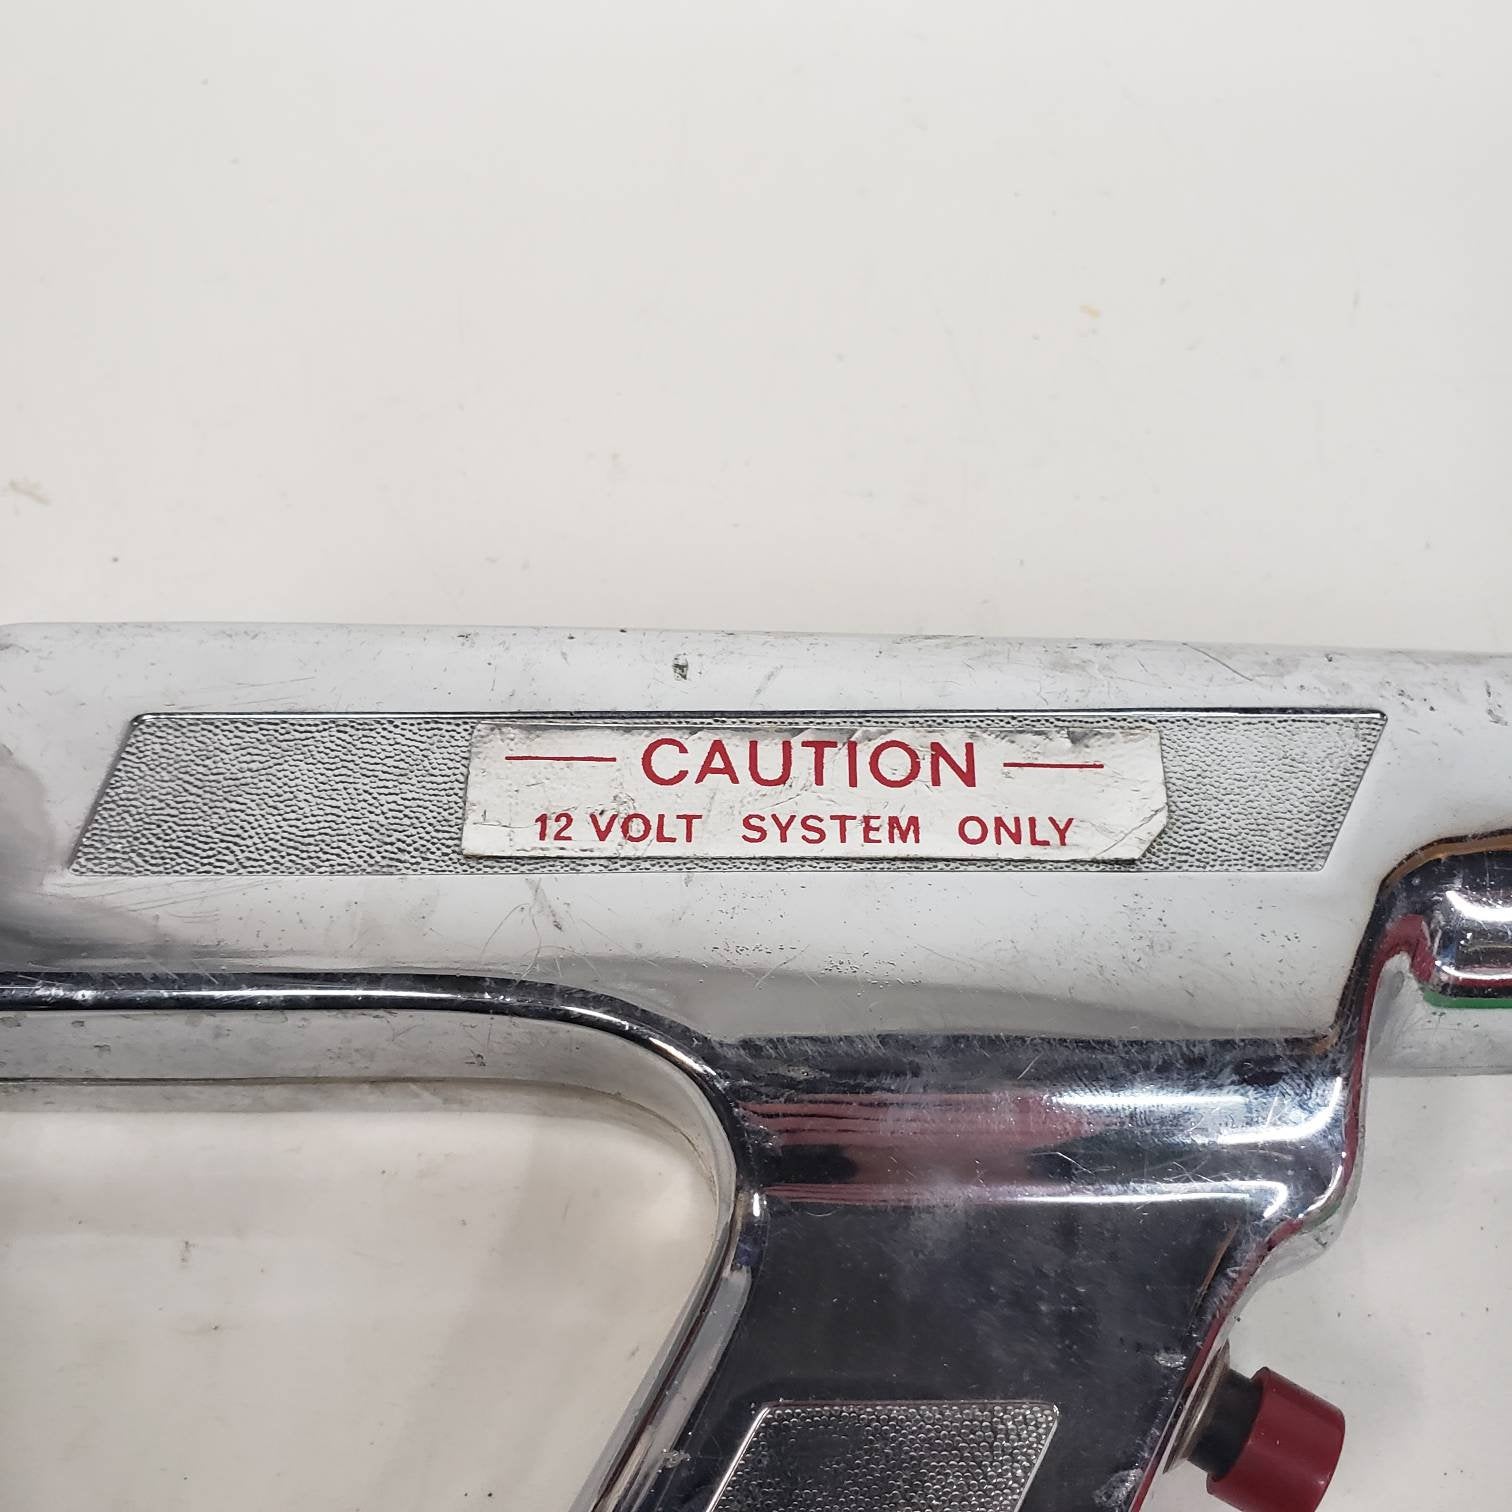 — CAUTION —
12 VOLT SYSTEM ONLY